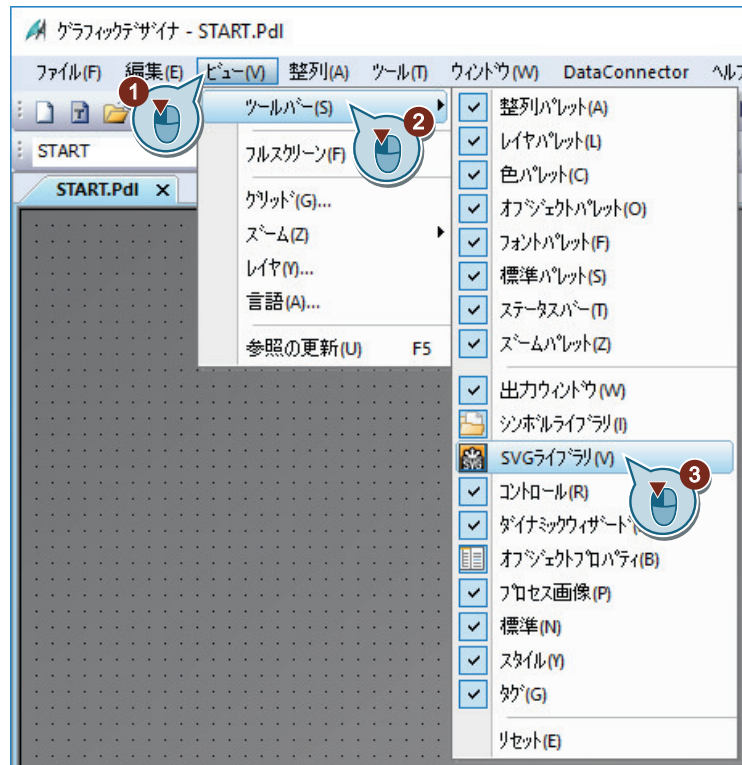 グラフィックデザイナ - START.Pdl
ファイル(F) 編集(E) ビュー(V) 整列(A) ツール(T) ウィンドウ(W) DataConnector
1
ツールバー(S)
2
START
フルスクリーン(F)
START.Pdl X
グリッド(G)...
ズーム(Z)
レイヤ(Y)...
言語(A)...
参照の更新(U) F5
整列パレット(A)
レイヤパレット(L)
色パレット(C)
オブジェクトパレット(O)
フォントパレット(F)
標準パレット(S)
ステータスバー(T)
ズームパレット(Z)
出力ウィンドウ(W)
シンボルライブラリ(I)
SVGライブラリ(V)
3
コントロール(R)
ダイナミックウィザード
オブジェクトプロパティ(B)
プロセス画像(P)
標準(N)
スタイル(Y)
タグ(G)
リセット(E)